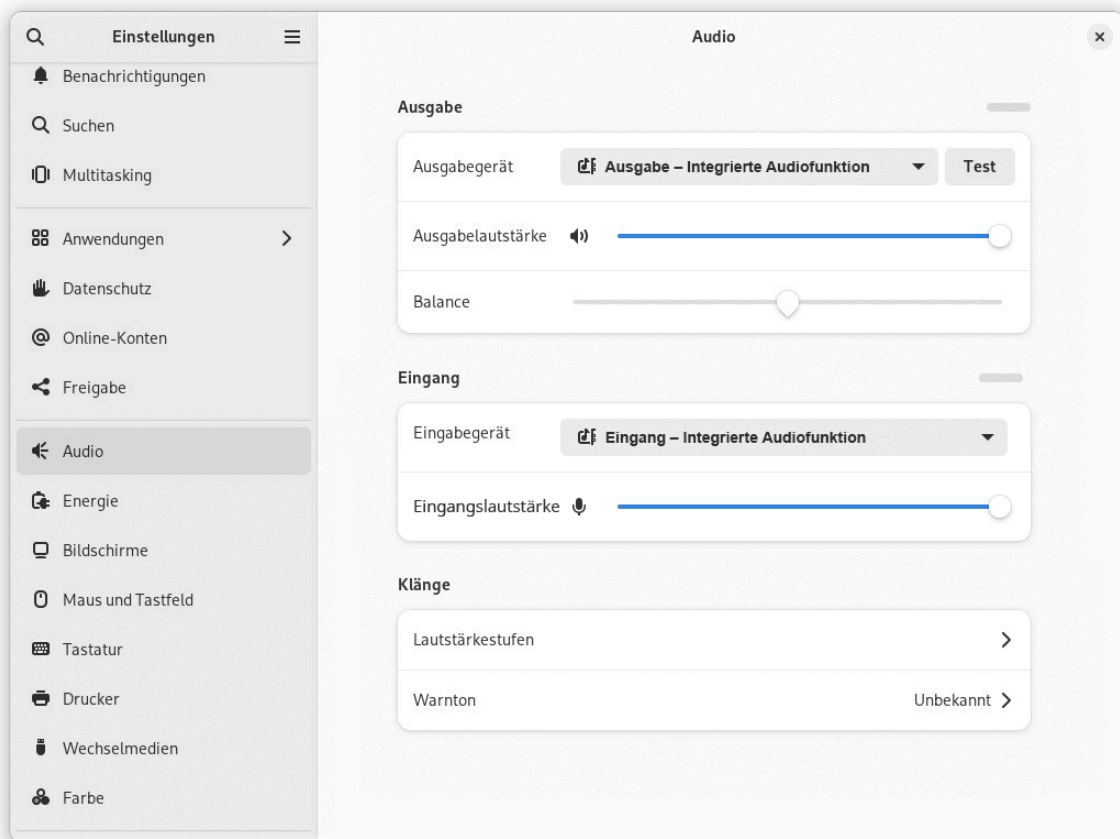 Einstellungen
Audio
Benachrichtigungen
Suchen
Multitasking
Anwendungen
Datenschutz
Online-Konten
Freigabe
Audio
Energie
Bildschirme
Maus und Tastfeld
Tastatur
Drucker
Wechselmedien
Farbe
Ausgabe
Ausgabegerät
Ausgabe – Integrierte Audiofunktion
Test
Ausgabelautstärke
Balance
Eingang
Eingabegerät
Eingang – Integrierte Audiofunktion
Eingangslautstärke
Klänge
Lautstärkestufen
Warnton
Unbekannt